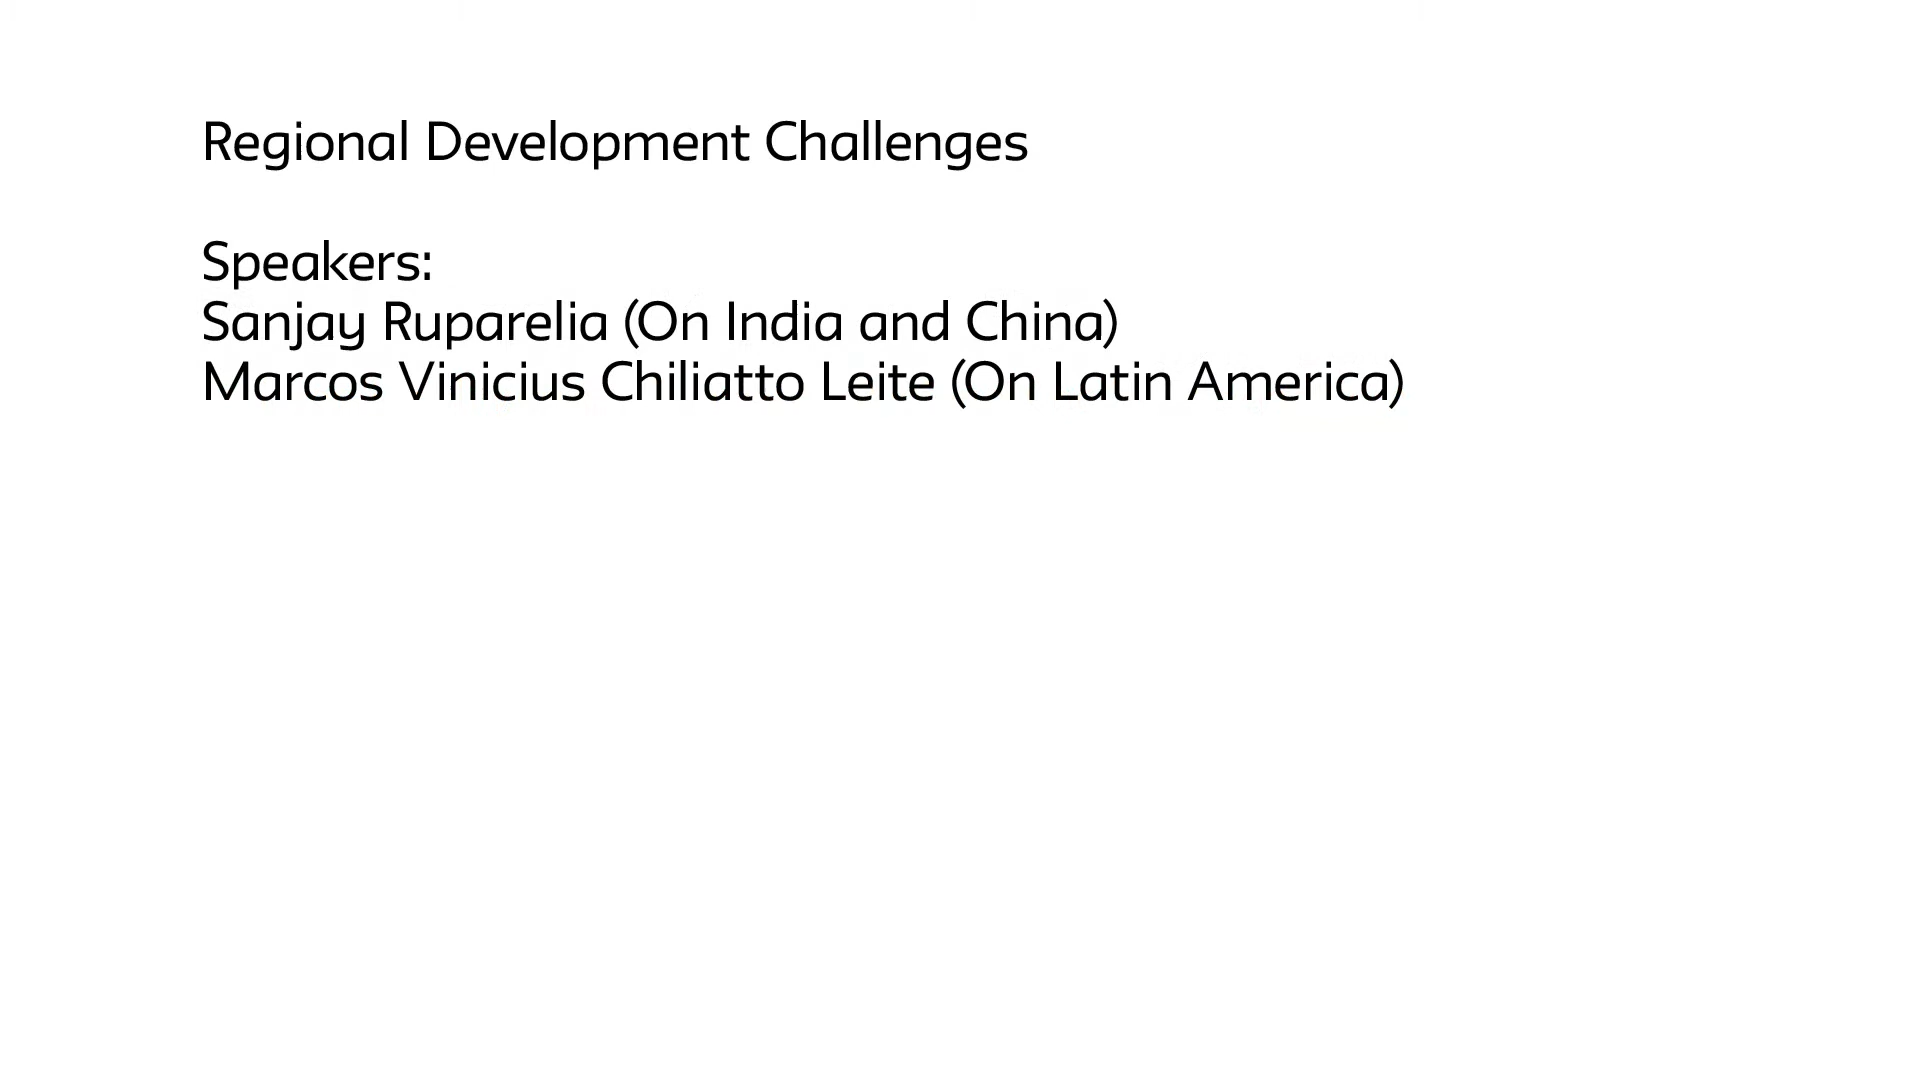 Regional Development Challenges
Speakers:
Sanjay Ruparelia (On India and China)
Marcos Vinicius Chiliatto Leite (On Latin America)